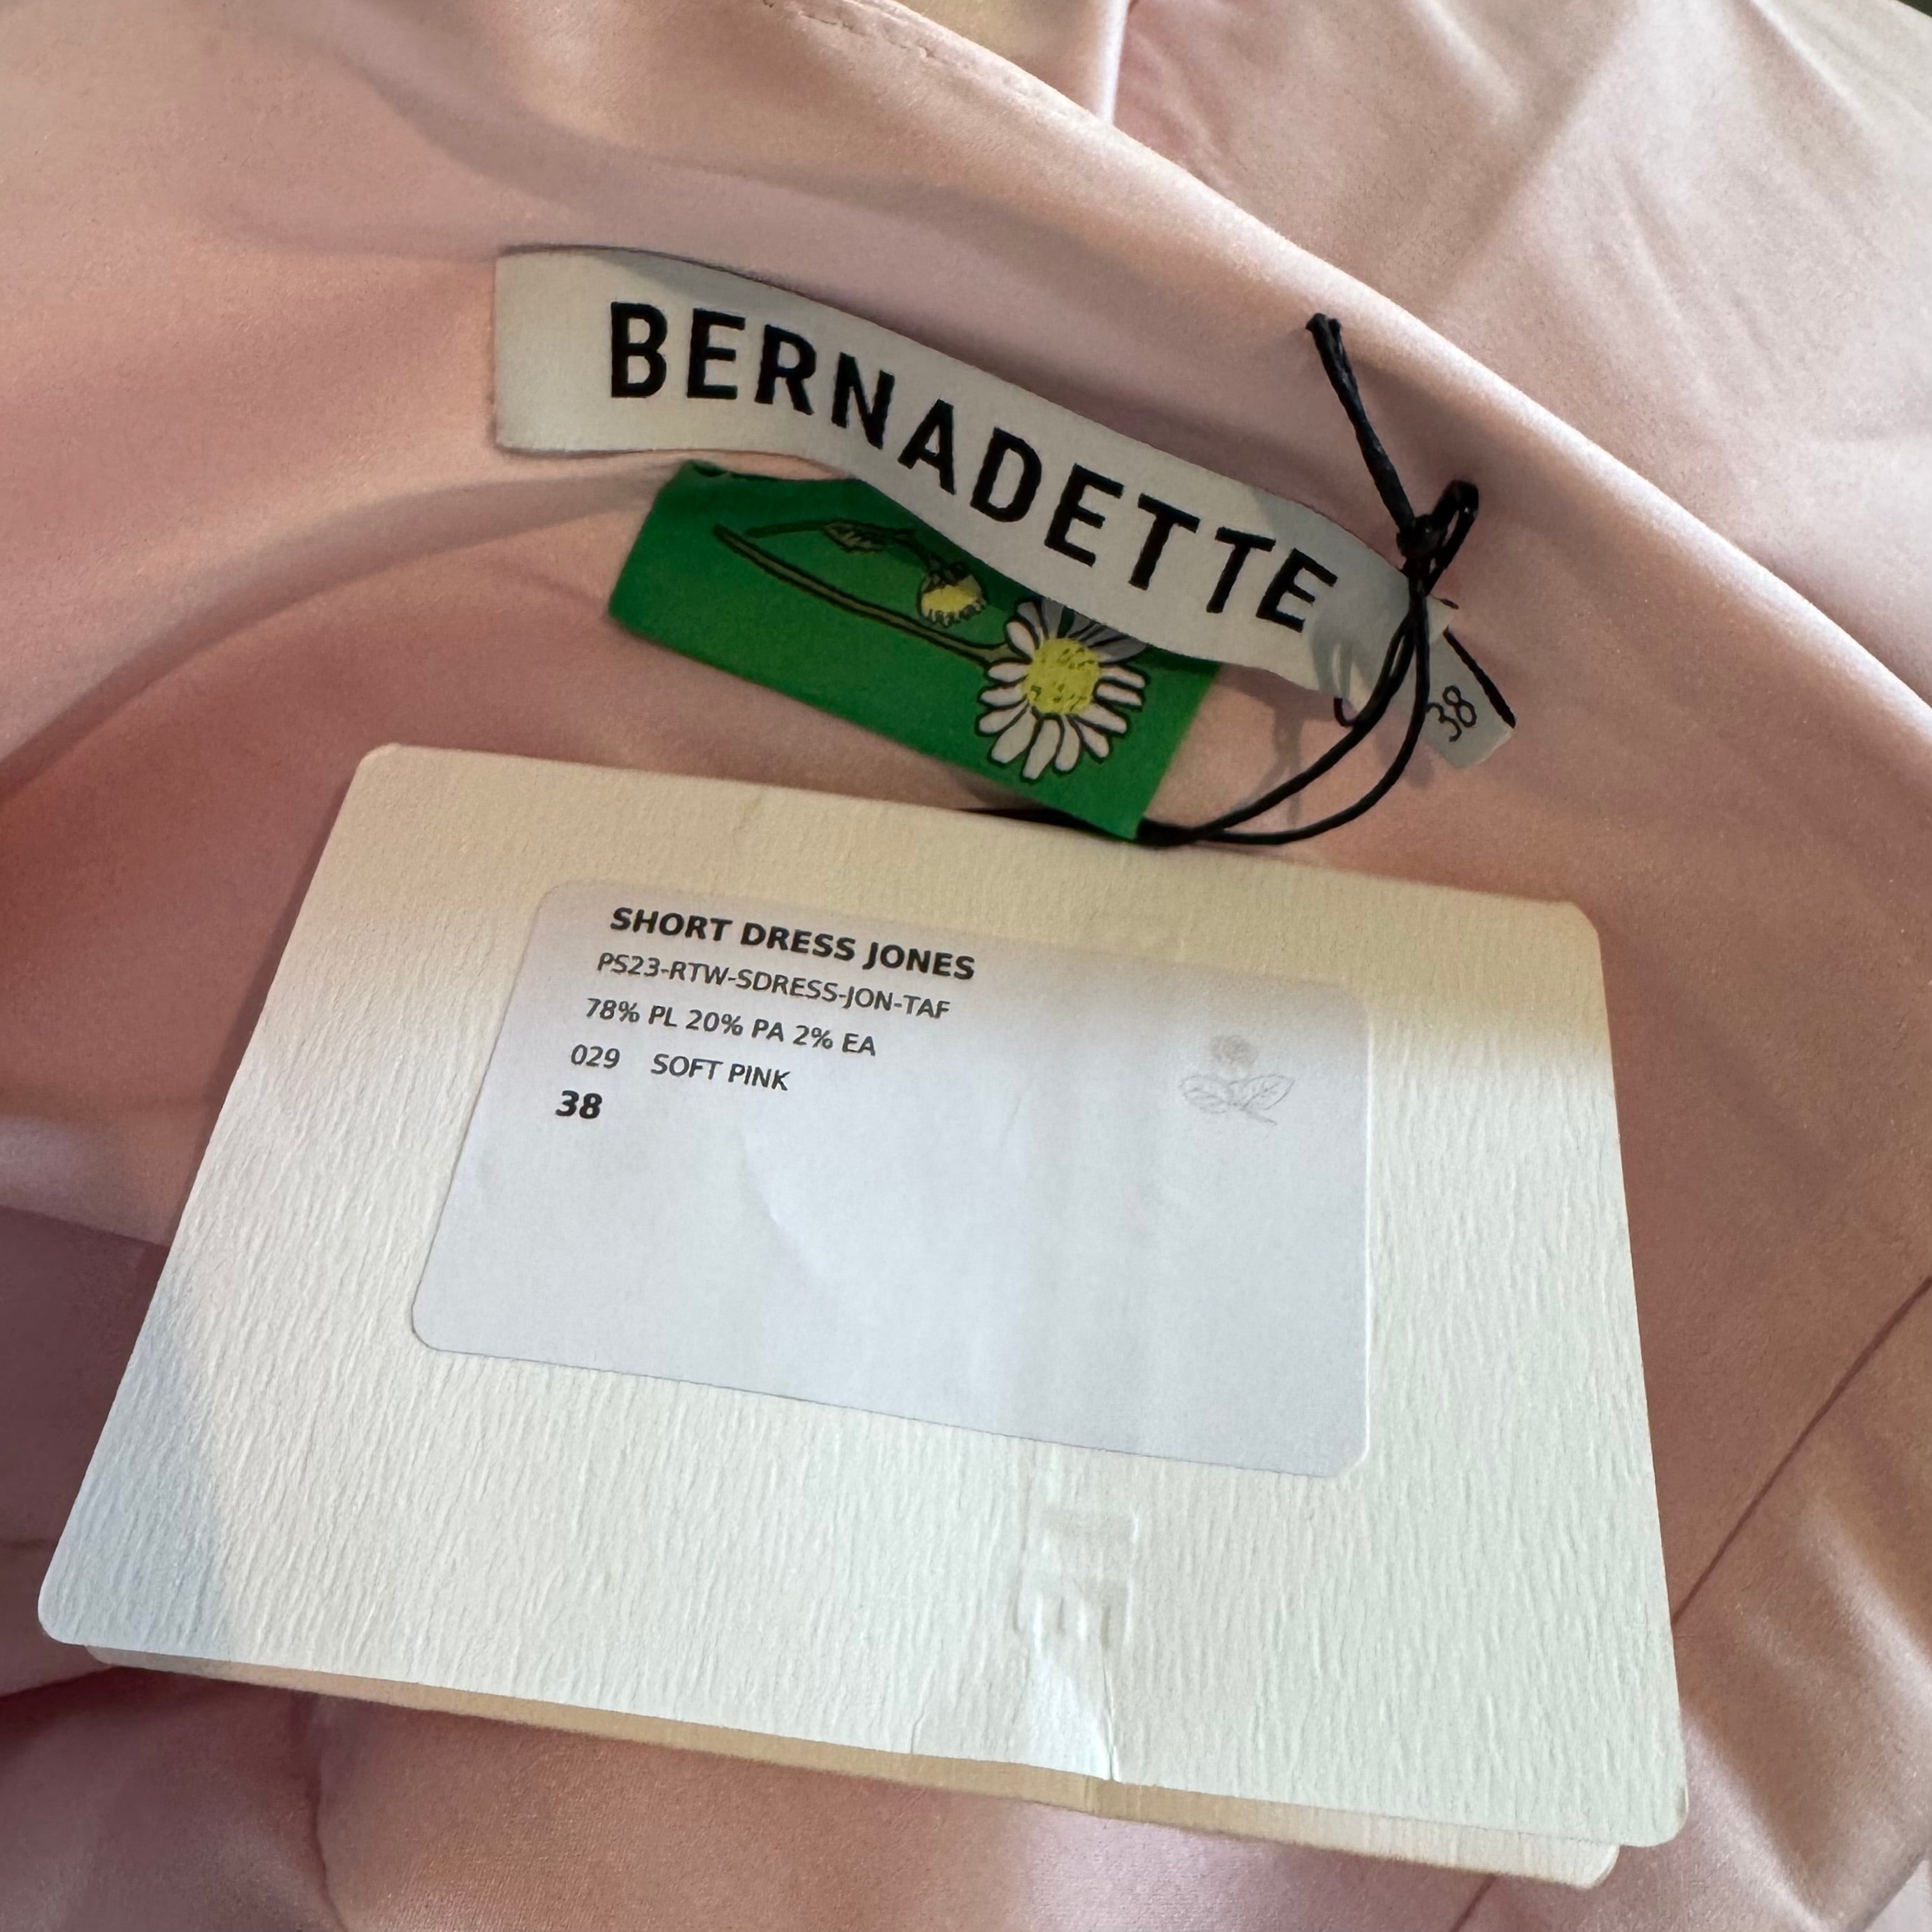 BERNADETTE
38
SHORT DRESS JONES
PS23-RTW-SDRESS-JON-TAF
78% PL 20% PA 2% EA
029 SOFT PINK
38